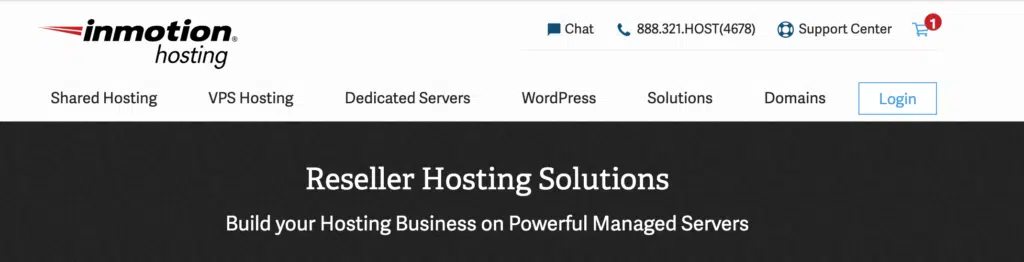 inmotion®
hosting
Chat 888.321.HOST(4678) Support Center 1
Shared Hosting VPS Hosting Dedicated Servers WordPress Solutions Domains Login
Reseller Hosting Solutions
Build your Hosting Business on Powerful Managed Servers